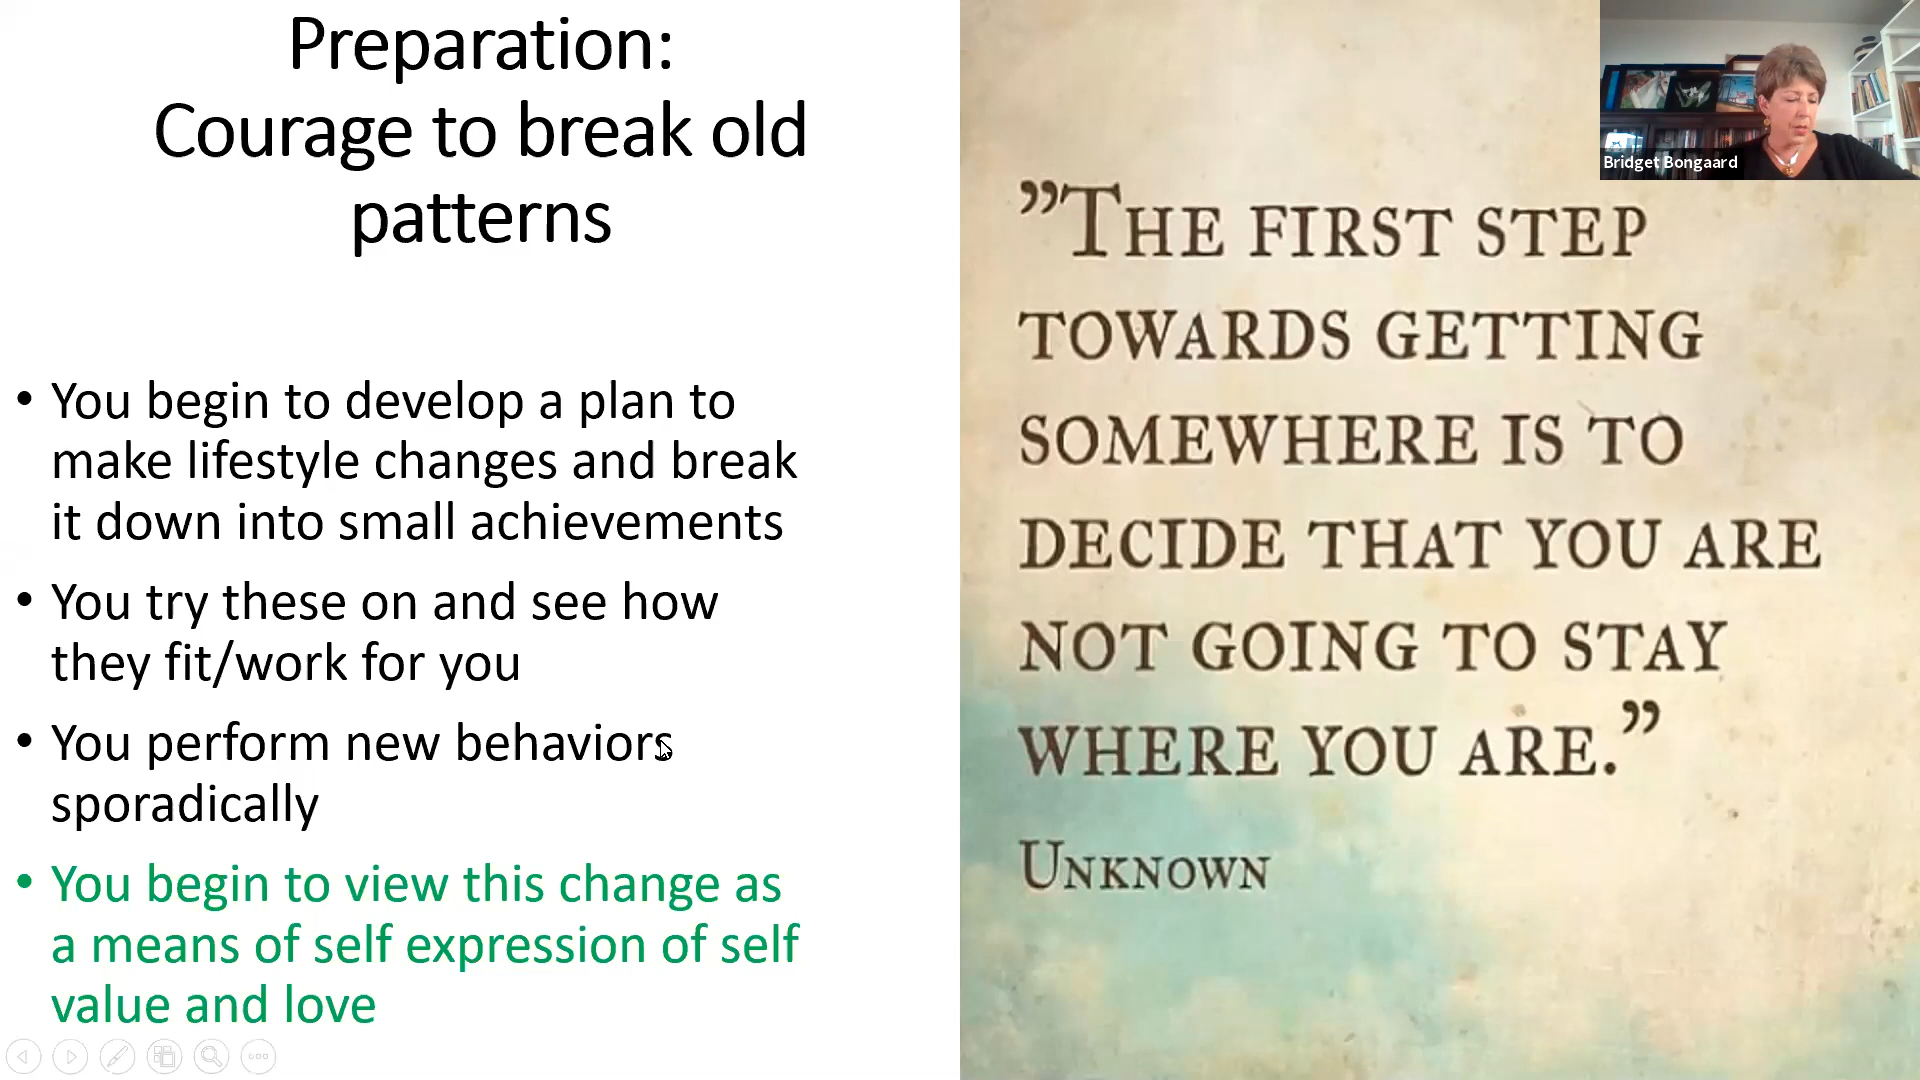 Preparation:
Courage to break old
patterns
• You begin to develop a plan to
make lifestyle changes and break
it down into small achievements
• You try these on and see how
they fit/work for you
• You perform new behaviors
sporadically
• You begin to view this change as
a means of self expression of self
value and love
”The first step
towards getting
somewhere is to
decide that you are
not going to stay
where you are.”
Unknown
Bridget Bongaard